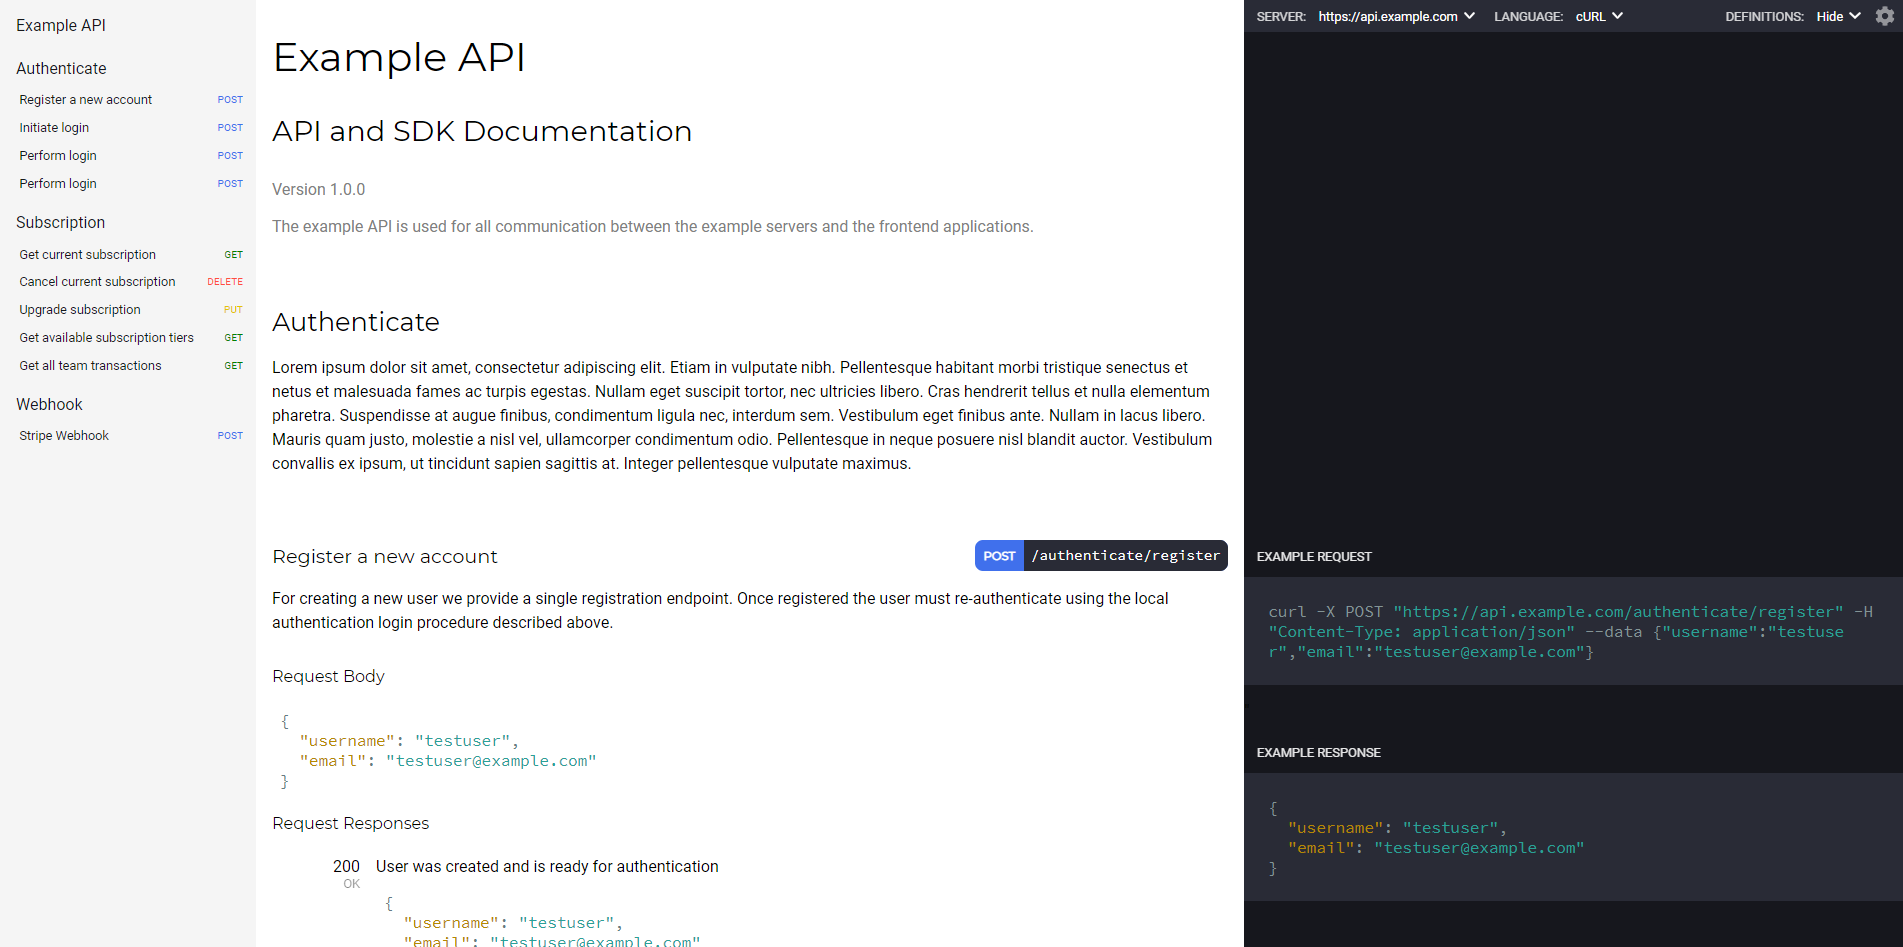 Example API
Authenticate
Register a new account POST
Initiate login POST
Perform login POST
Perform login POST
Subscription
Get current subscription GET
Cancel current subscription DELETE
Upgrade subscription PUT
Get available subscription tiers GET
Get all team transactions GET
Webhook
Stripe Webhook POST
Example API
API and SDK Documentation
Version 1.0.0
The example API is used for all communication between the example servers and the frontend applications.
Authenticate
Lorem ipsum dolor sit amet, consectetur adipiscing elit. Etiam in vulputate nibh. Pellentesque habitant morbi tristique senectus et
netus et malesuada fames ac turpis egestas. Nullam eget suscipit tortor, nec ultricies libero. Cras hendrerit tellus et nulla elementum
pharetra. Suspendisse at augue finibus, condimentum ligula nec, interdum sem. Vestibulum eget finibus ante. Nullam in lacus libero.
Mauris quam justo, molestie a nisl vel, ullamcorper condimentum odio. Pellentesque in neque posuere nisl blandit auctor. Vestibulum
convallis ex ipsum, ut tincidunt sapien sagittis at. Integer pellentesque vulputate maximus.
Register a new account POST /authenticate/register
For creating a new user we provide a single registration endpoint. Once registered the user must re-authenticate using the local
authentication login procedure described above.
Request Body
{
"username": "testuser",
"email": "testuser@example.com"
}
Request Responses
200 User was created and is ready for authentication
OK
{
"username": "testuser",
"email": "testuser@example.com"
SERVER: https://api.example.com LANGUAGE: cURL DEFINITIONS: Hide
EXAMPLE REQUEST
curl -X POST "https://api.example.com/authenticate/register" -H
"Content-Type: application/json" --data {"username":"testuse
r","email":"testuser@example.com"}
EXAMPLE RESPONSE
{
"username": "testuser",
"email": "testuser@example.com"
}